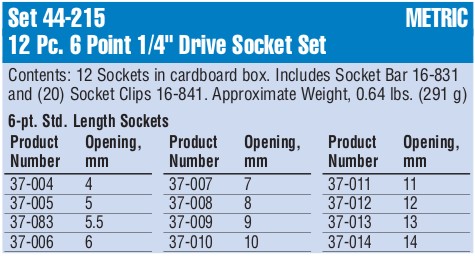 Set 44-215 METRIC
12 Pc. 6 Point 1/4" Drive Socket Set
Contents: 12 Sockets in cardboard box. Includes Socket Bar 16-831
and (20) Socket Clips 16-841. Approximate Weight, 0.64 lbs. (291 g)
6-pt. Std. Length Sockets
Product Opening, Product Opening, Product Opening,
Number mm Number mm Number mm
37-004 4 37-007 7 37-011 11
37-005 5 37-008 8 37-012 12
37-083 5.5 37-009 9 37-013 13
37-006 6 37-010 10 37-014 14